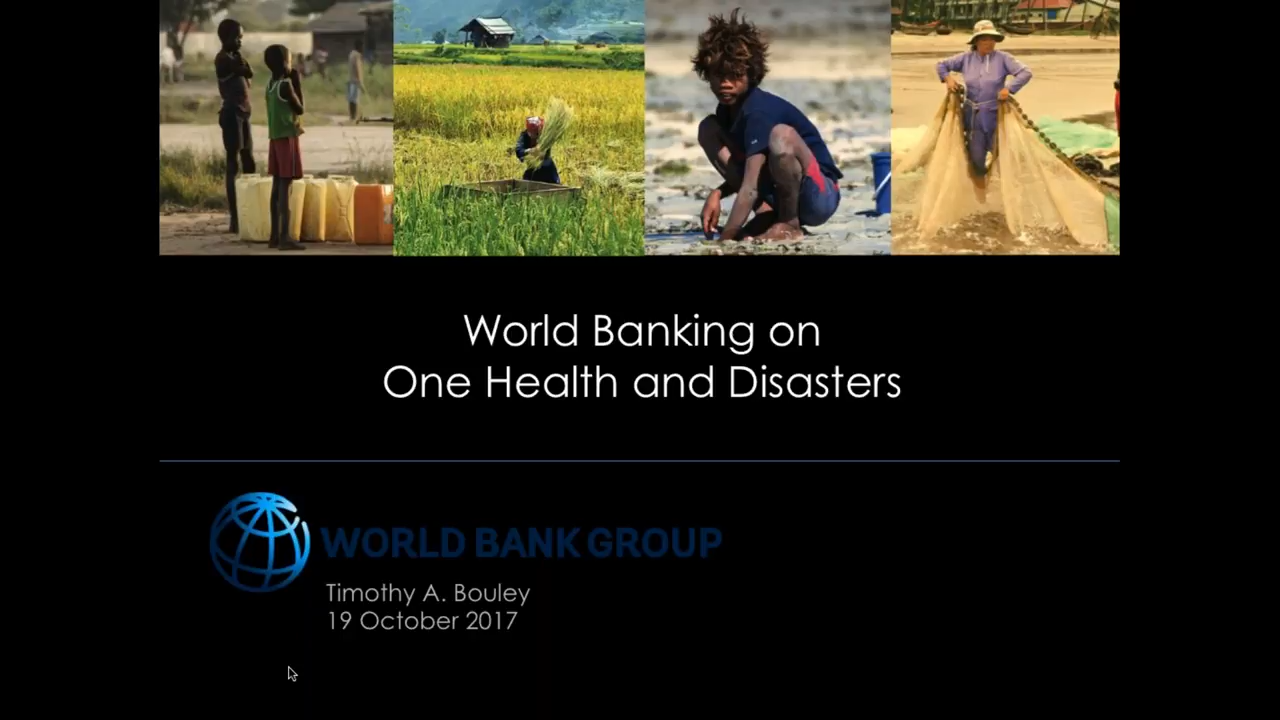 World Banking on
One Health and Disasters
WORLD BANK GROUP
Timothy A. Bouley
19 October 2017